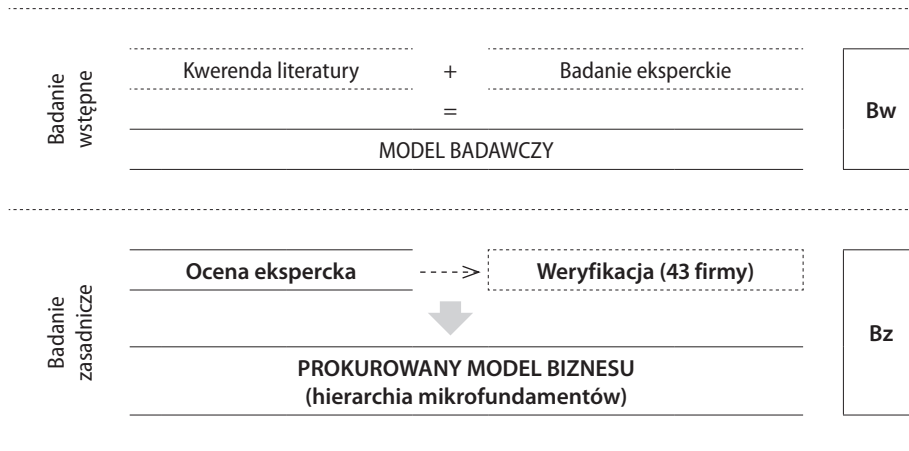 Badanie
wstępne
Kwerenda literatury + Badanie eksperckie
=
MODEL BADAWCZY
Bw
Badanie
zasadnicze
Ocena ekspercka Weryfikacja (43 firmy)
PROKUROWANY MODEL BIZNESU
(hierarchia mikrofundamentów)
Bz